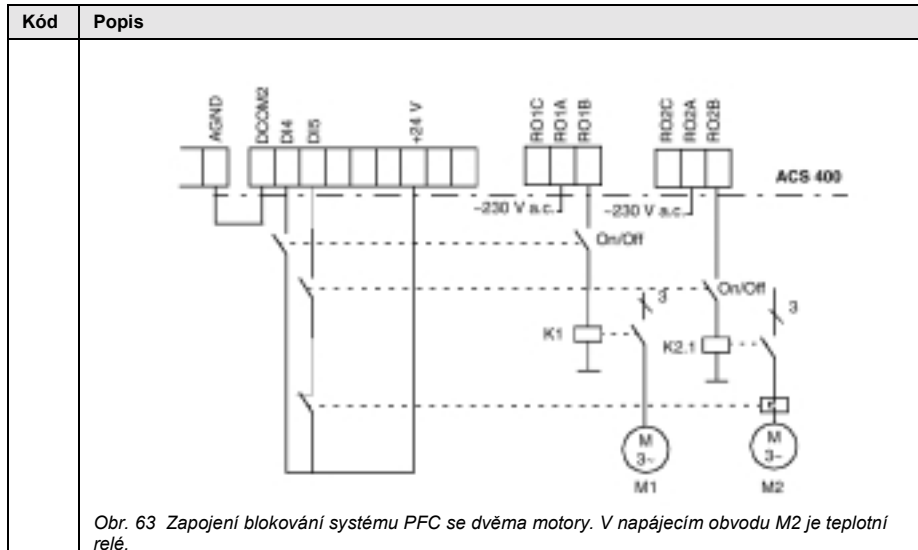 Kód Popis
AGND
DCOM2
DI4
DI5
+24 V
RO1C
RO1A
RO1B
RO2C
RO2A
RO2B
ACS 400
~230 V a.c. ~230 V a.c.
On/Off
On/Off
3
3
K1
K2.1
M
3~
M
3~
M1
M2
Obr. 63 Zapojení blokování systému PFC se dvěma motory. V napájecím obvodu M2 je teplotní
relé.